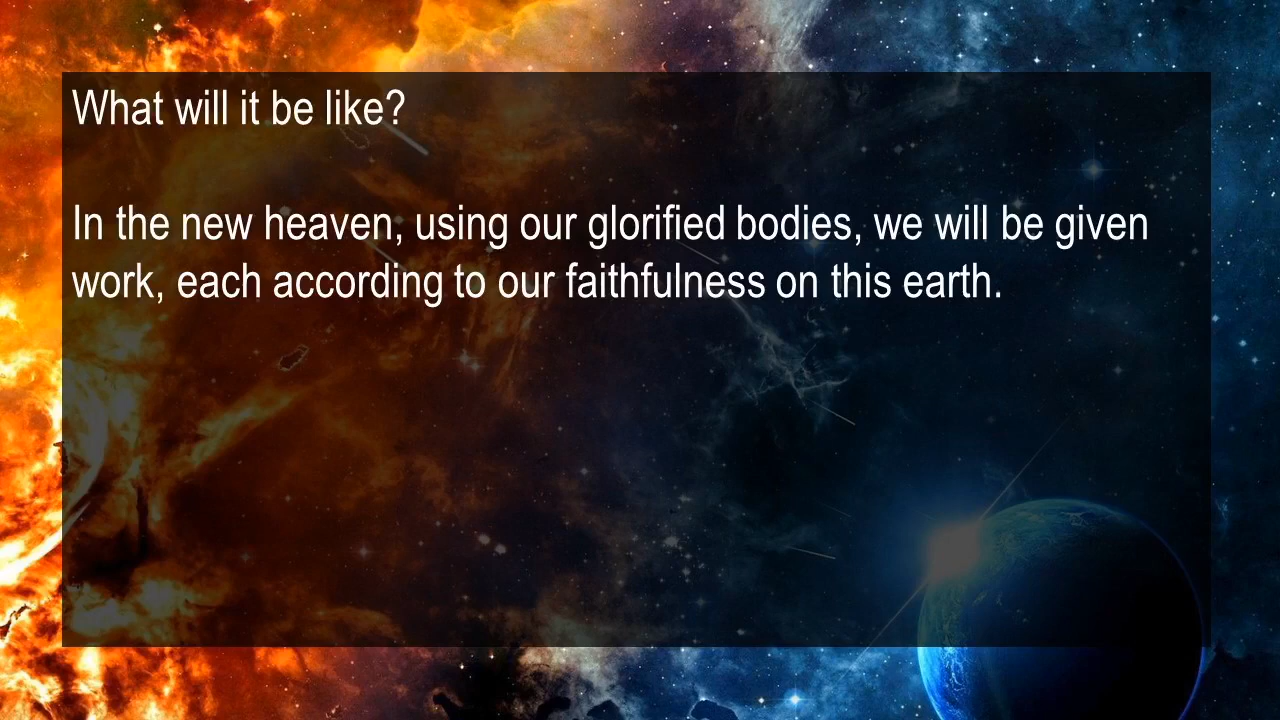 What will it be like?
In the new heaven, using our glorified bodies, we will be given
work, each according to our faithfulness on this earth.